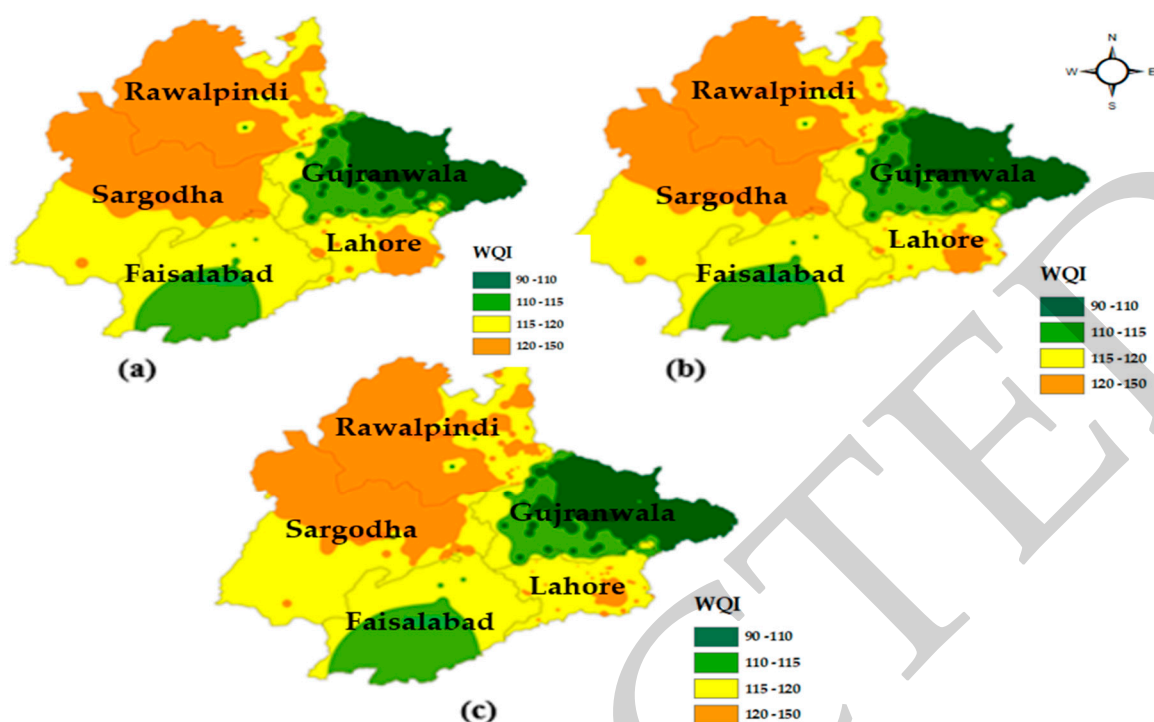 N
W
E
S
Rawalpindi
Gujranwala
Sargodha
Lahore
Faisalabad
WQI
90 -110
110 -115
115 -120
120 -150
(a)
Rawalpindi
Gujranwala
Sargodha
Lahore
Faisalabad
WQI
90 -110
110 -115
115 -120
120 -150
(b)
Rawalpindi
Gujranwala
Sargodha
Lahore
Faisalabad
WQI
90 -110
110 -115
115 -120
120 -150
(c)
CTED